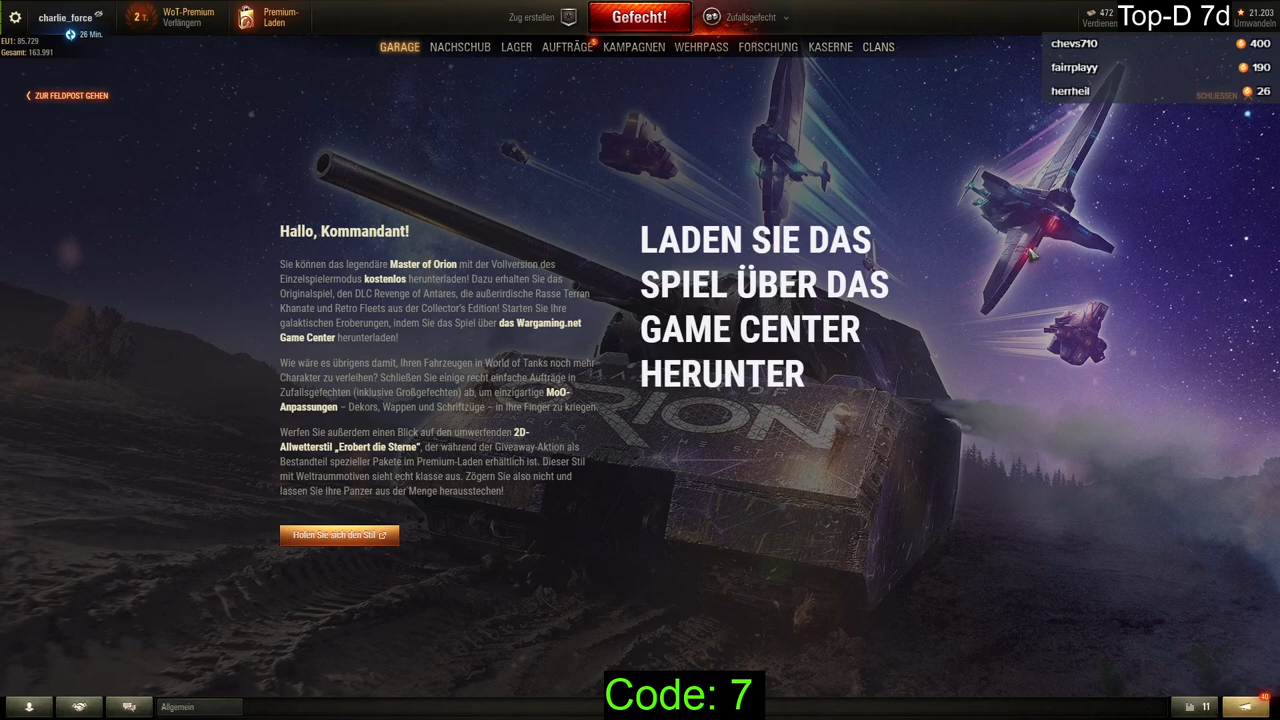 charlie_force
26 Min.
EU1: 85.729
Gesamt: 163.991
2 T.
WoT-Premium
Verlängern
Premium-
Laden
Zug erstellen
Gefecht!
Zufallsgefecht
472
Verdienen
Top-D 7d
21.203
Umwandeln
GARAGE NACHSCHUB LAGER AUFTRÄGE KAMPAGNEN WEHRPASS FORSCHUNG KASERNE CLANS
chevs710 400
fairrplayy 190
herrheil 26
SCHLIESSEN
ZUR FELDPOST GEHEN
Hallo, Kommandant!
Sie können das legendäre Master of Orion mit der Vollversion des
Einzelspielermodus kostenlos herunterladen! Dazu erhalten Sie das
Originalspiel, den DLC Revenge of Antares, die außerirdische Rasse Terran
Khanate und Retro Fleets aus der Collector's Edition! Starten Sie Ihre
galaktischen Eroberungen, indem Sie das Spiel über das Wargaming.net
Game Center herunterladen!
Wie wäre es übrigens damit, Ihren Fahrzeugen in World of Tanks noch mehr
Charakter zu verleihen? Schließen Sie einige recht einfache Aufträge in
Zufallsgefechten (inklusive Großgefechten) ab, um einzigartige MoO-
Anpassungen – Dekors, Wappen und Schriftzüge – in Ihre Finger zu kriegen.
Werfen Sie außerdem einen Blick auf den umwerfenden 2D-
Allwetterstil „Erobert die Sterne“, der während der Giveaway-Aktion als
Bestandteil spezieller Pakete im Premium-Laden erhältlich ist. Dieser Stil
mit Weltraummotiven sieht echt klasse aus. Zögern Sie also nicht und
lassen Sie Ihre Panzer aus der Menge herausstechen!
Holen Sie sich den Stil
LADEN SIE DAS
SPIEL ÜBER DAS
GAME CENTER
HERUNTER
ORION
Allgemein
Code: 7
11
40